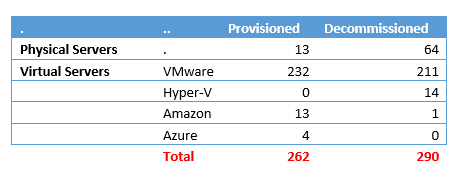 . .. Provisioned Decommissioned
Physical Servers . 13 64
Virtual Servers VMware 232 211
Hyper-V 0 14
Amazon 13 1
Azure 4 0
Total 262 290